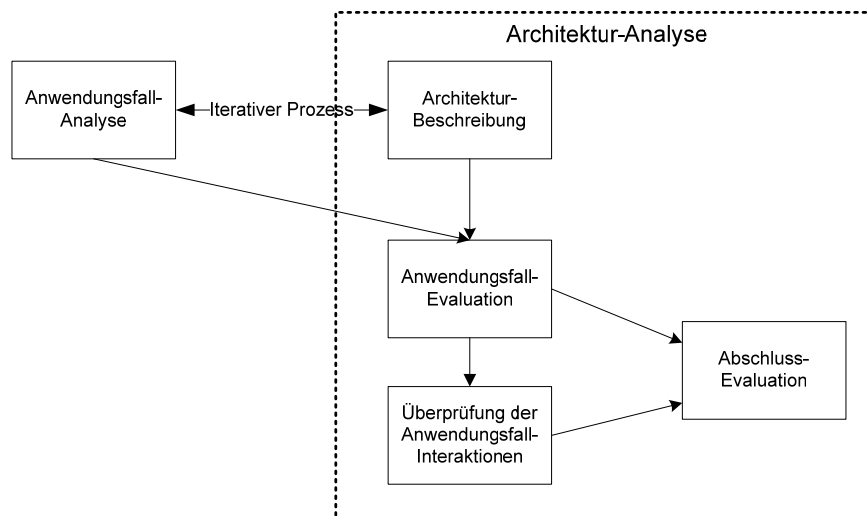 Architektur-Analyse
Anwendungsfall-
Analyse
Iterativer Prozess
Architektur-
Beschreibung
Anwendungsfall-
Evaluation
Abschluss-
Evaluation
Überprüfung der
Anwendungsfall-
Interaktionen